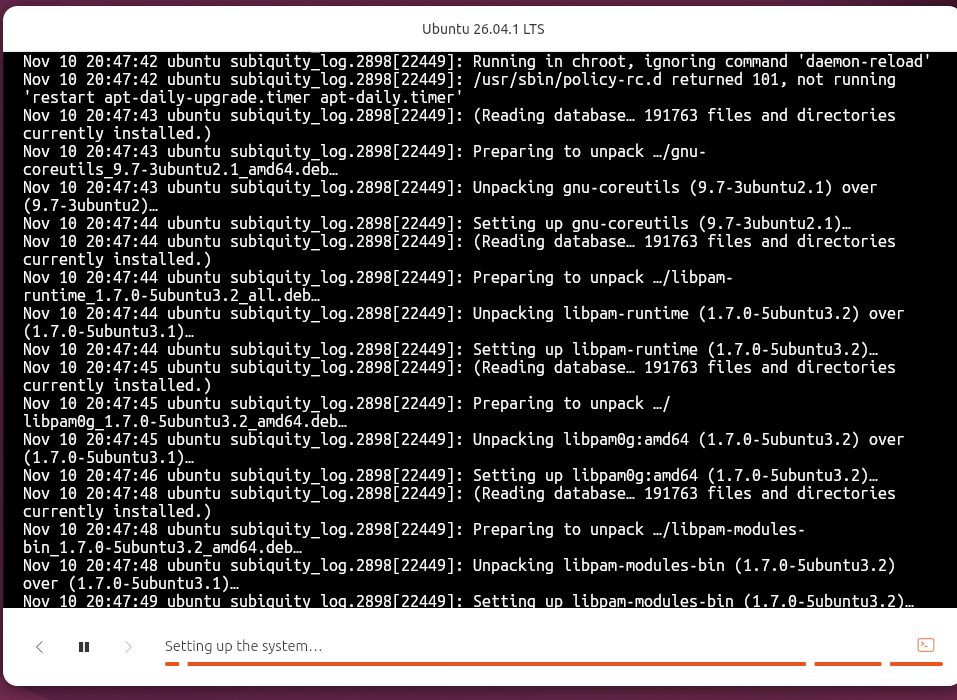 Ubuntu 26.04.1 LTS
Nov 10 20:47:42 ubuntu subiquity_log.2898[22449]: Running in chroot, ignoring command 'daemon-reload'
Nov 10 20:47:42 ubuntu subiquity_log.2898[22449]: /usr/sbin/policy-rc.d returned 101, not running
'restart apt-daily-upgrade.timer apt-daily.timer'
Nov 10 20:47:43 ubuntu subiquity_log.2898[22449]: (Reading database… 191763 files and directories
currently installed.)
Nov 10 20:47:43 ubuntu subiquity_log.2898[22449]: Preparing to unpack …/gnu-
coreutils_9.7-3ubuntu2.1_amd64.deb…
Nov 10 20:47:43 ubuntu subiquity_log.2898[22449]: Unpacking gnu-coreutils (9.7-3ubuntu2.1) over
(9.7-3ubuntu2)…
Nov 10 20:47:44 ubuntu subiquity_log.2898[22449]: Setting up gnu-coreutils (9.7-3ubuntu2.1)…
Nov 10 20:47:44 ubuntu subiquity_log.2898[22449]: (Reading database… 191763 files and directories
currently installed.)
Nov 10 20:47:44 ubuntu subiquity_log.2898[22449]: Preparing to unpack …/libpam-
runtime_1.7.0-5ubuntu3.2_all.deb…
Nov 10 20:47:44 ubuntu subiquity_log.2898[22449]: Unpacking libpam-runtime (1.7.0-5ubuntu3.2) over
(1.7.0-5ubuntu3.1)…
Nov 10 20:47:44 ubuntu subiquity_log.2898[22449]: Setting up libpam-runtime (1.7.0-5ubuntu3.2)…
Nov 10 20:47:45 ubuntu subiquity_log.2898[22449]: (Reading database… 191763 files and directories
currently installed.)
Nov 10 20:47:45 ubuntu subiquity_log.2898[22449]: Preparing to unpack …/
libpam0g_1.7.0-5ubuntu3.2_amd64.deb…
Nov 10 20:47:45 ubuntu subiquity_log.2898[22449]: Unpacking libpam0g:amd64 (1.7.0-5ubuntu3.2) over
(1.7.0-5ubuntu3.1)…
Nov 10 20:47:46 ubuntu subiquity_log.2898[22449]: Setting up libpam0g:amd64 (1.7.0-5ubuntu3.2)…
Nov 10 20:47:48 ubuntu subiquity_log.2898[22449]: (Reading database… 191763 files and directories
currently installed.)
Nov 10 20:47:48 ubuntu subiquity_log.2898[22449]: Preparing to unpack …/libpam-modules-
bin_1.7.0-5ubuntu3.2_amd64.deb…
Nov 10 20:47:48 ubuntu subiquity_log.2898[22449]: Unpacking libpam-modules-bin (1.7.0-5ubuntu3.2)
over (1.7.0-5ubuntu3.1)…
Nov 10 20:47:49 ubuntu subiquity_log.2898[22449]: Setting up libpam-modules-bin (1.7.0-5ubuntu3.2)…
Setting up the system…